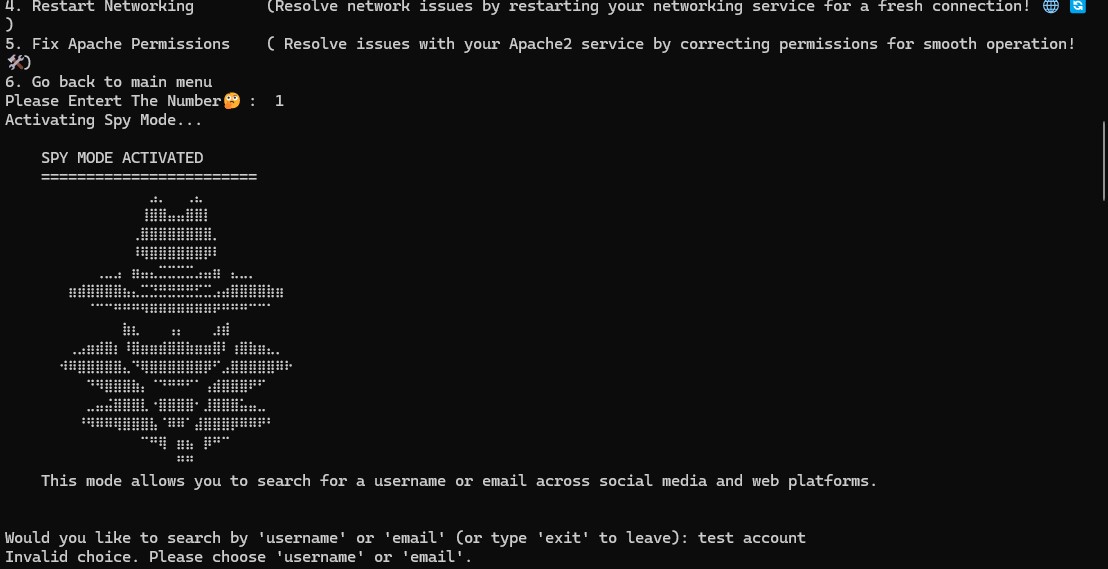 4. Restart Networking (Resolve network issues by restarting your networking service for a fresh connection! 🌐 🔄
)
5. Fix Apache Permissions ( Resolve issues with your Apache2 service by correcting permissions for smooth operation!
🛠️)
6. Go back to main menu
Please Entert The Number🤔 : 1
Activating Spy Mode...
SPY MODE ACTIVATED
========================
This mode allows you to search for a username or email across social media and web platforms.
Would you like to search by 'username' or 'email' (or type 'exit' to leave): test account
Invalid choice. Please choose 'username' or 'email'.